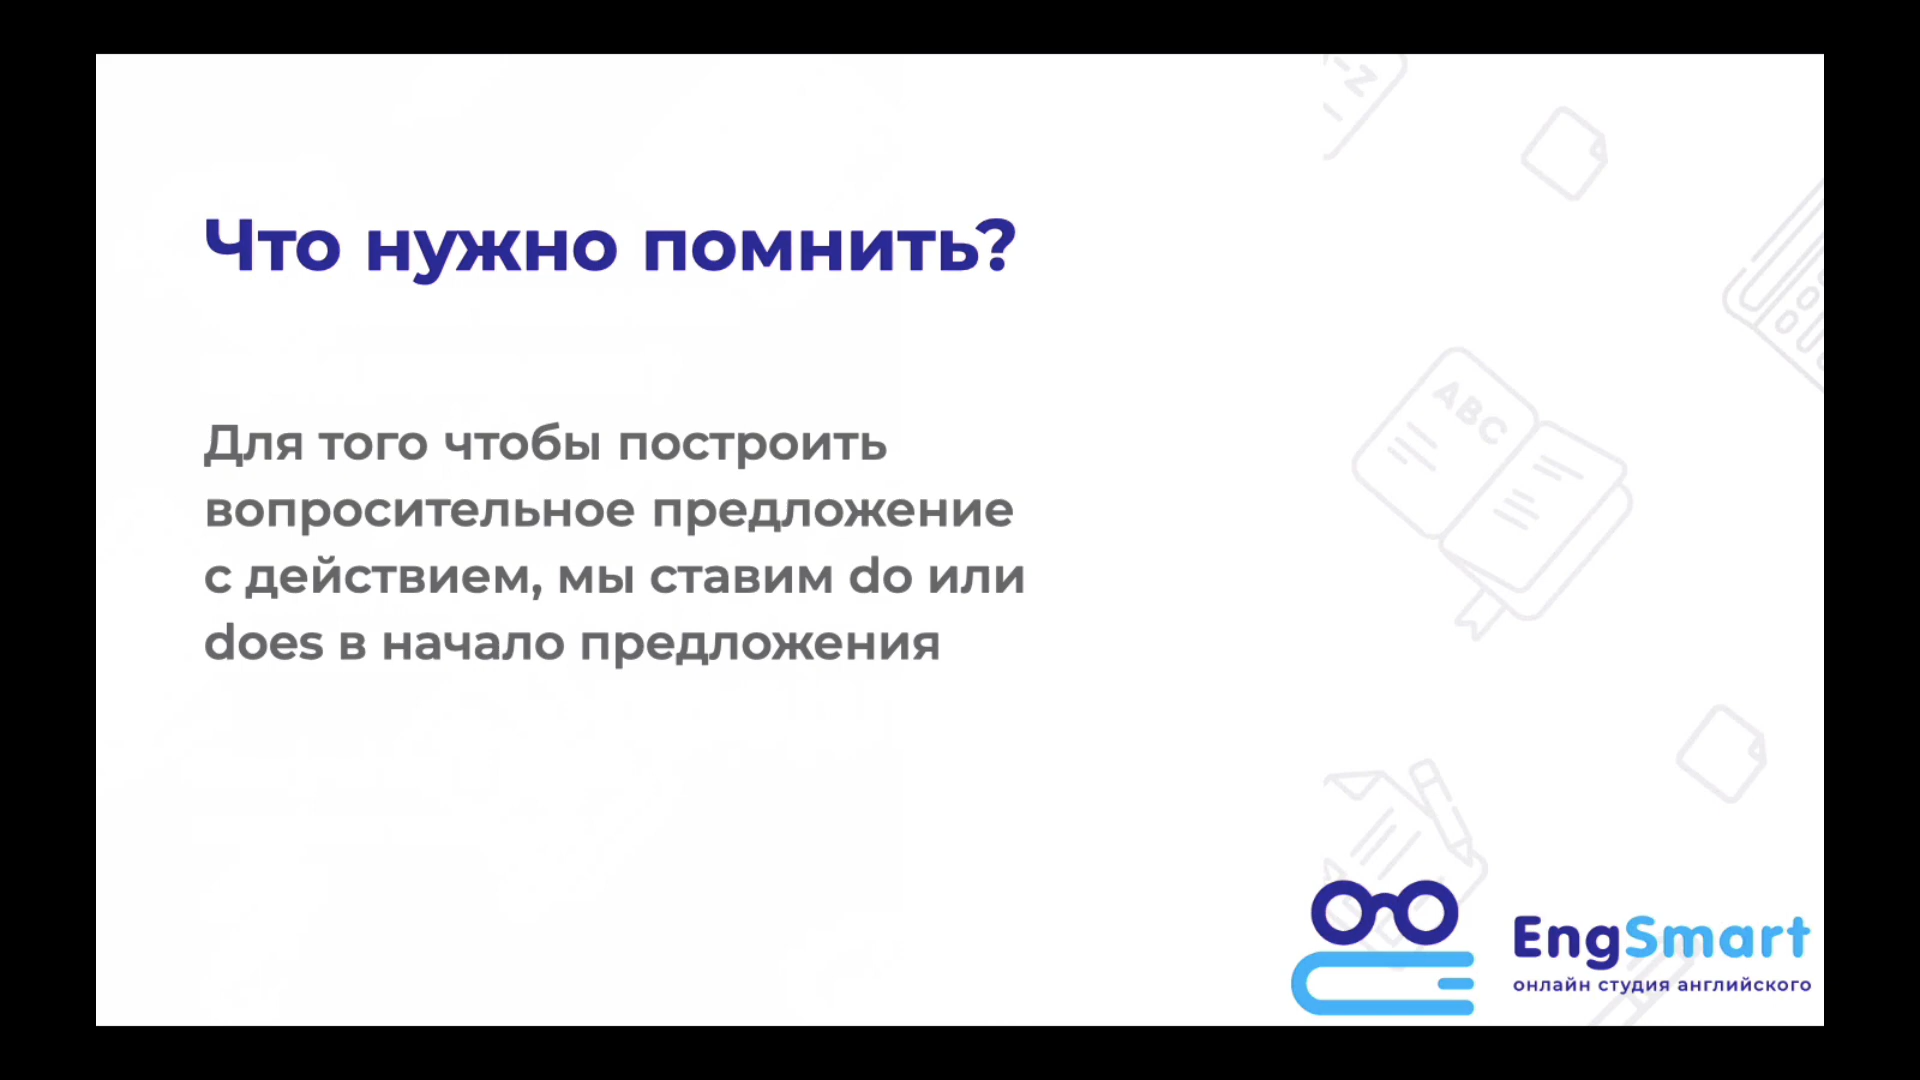 Что нужно помнить?
Для того чтобы построить
вопросительное предложение
с действием, мы ставим do или
does в начало предложения
A-Z
ABC
EngSmart
онлайн студия английского